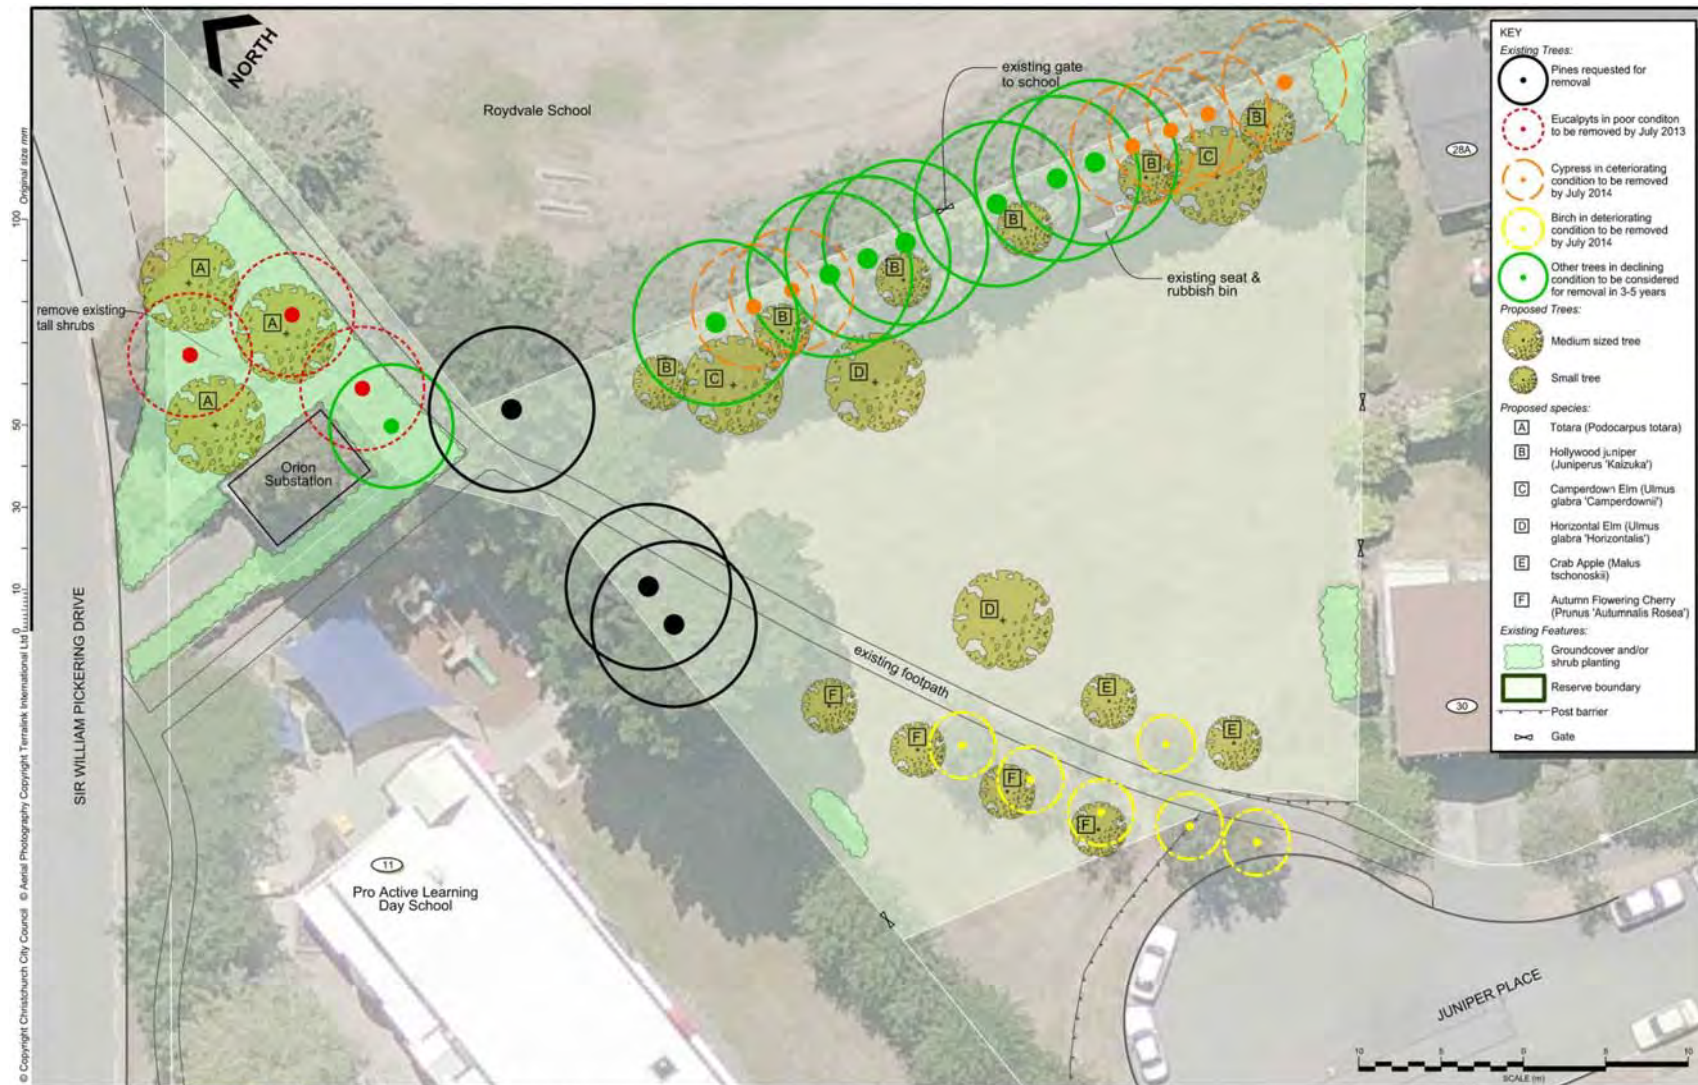 NORTH
Roydvale School
existing gate
to school
existing seat &
rubbish bin
remove existing
tall shrubs
Orion
Substation
SIR WILLIAM PICKERING DRIVE
existing footpath
11
Pro Active Learning
Day School
JUNIPER PLACE
28A
30
A
A
A
B
B
B
B
B
B
C
C
D
D
E
E
F
F
F
F
KEY
Existing Trees:
Pines requested for
removal
Eucalpyts in poor conditon
to be removed by July 2013
Cypress in deteriorating
condition to be removed
by July 2014
Birch in deteriorating
condition to be removed
by July 2014
Other trees in declining
condition to be considered
for removal in 3-5 years
Proposed Trees:
Medium sized tree
Small tree
Proposed species:
A Totara (Podocarpus totara)
B Hollywood juniper
(Juniperus 'Kaizuka')
C Camperdown Elm (Ulmus
glabra 'Camperdownii')
D Horizontal Elm (Ulmus
glabra 'Horizontalis')
E Crab Apple (Malus
tschonoskii)
F Autumn Flowering Cherry
(Prunus 'Autumnalis Rosea')
Existing Features:
Groundcover and/or
shrub planting
Reserve boundary
Post barrier
Gate
10 5 0 5 10
SCALE (m)
0 10 30 50 100 Original size mm
© Copyright Christchurch City Council © Aerial Photography Copyright Terralink International Ltd